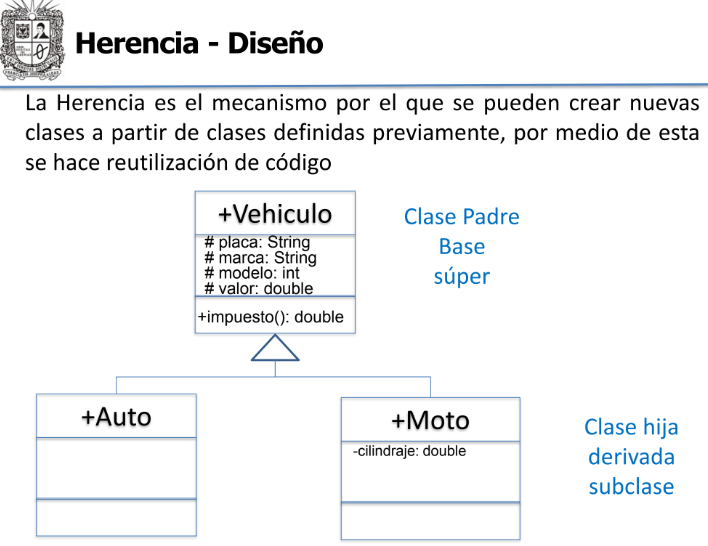 Herencia - Diseño
La Herencia es el mecanismo por el que se pueden crear nuevas
clases a partir de clases definidas previamente, por medio de esta
se hace reutilización de código
+Vehiculo
# placa: String
# marca: String
# modelo: int
# valor: double
+impuesto(): double
Clase Padre
Base
súper
+Auto
+Moto
-cilindraje: double
Clase hija
derivada
subclase